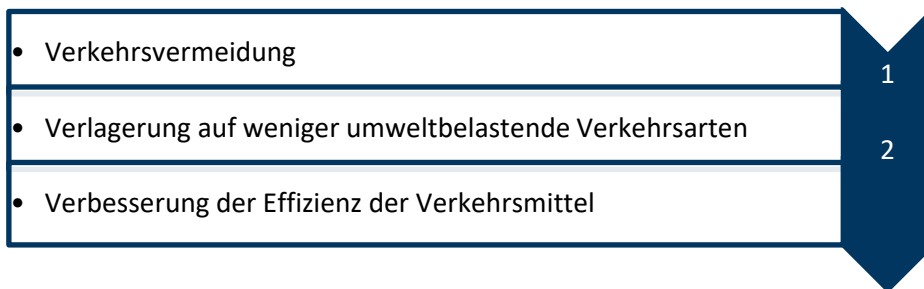 • Verkehrsvermeidung
1
• Verlagerung auf weniger umweltbelastende Verkehrsarten
2
• Verbesserung der Effizienz der Verkehrsmittel